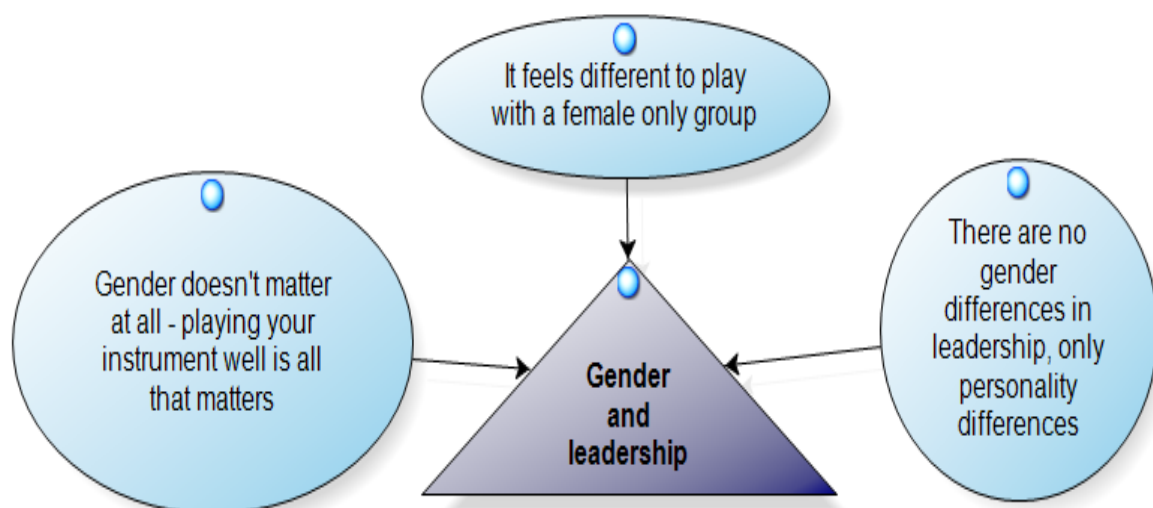 It feels different to play
with a female only group
Gender doesn't matter
at all - playing your
instrument well is all
that matters
There are no
gender
differences in
leadership, only
personality
differences
Gender
and
leadership